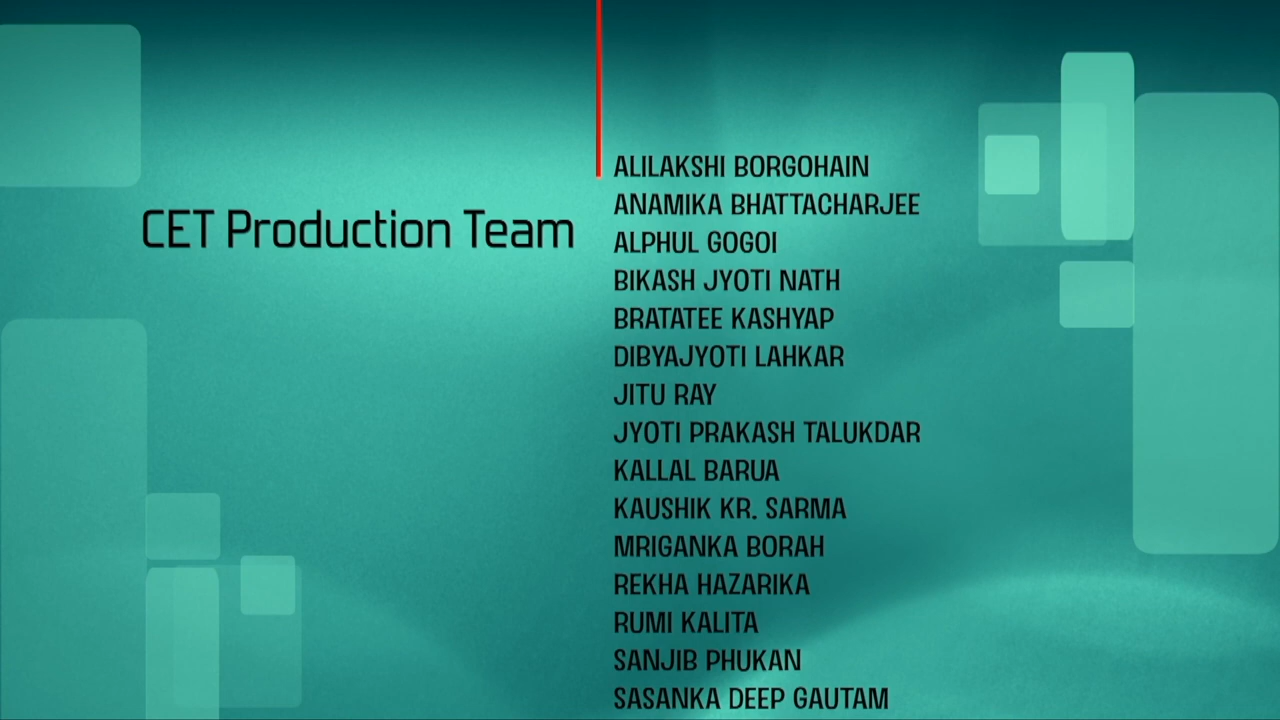 CET Production Team
ALILAKSHI BORGOHAIN
ANAMIKA BHATTACHARJEE
ALPHUL GOGOI
BIKASH JYOTI NATH
BRATATEE KASHYAP
DIBYAJYOTI LAHKAR
JITU RAY
JYOTI PRAKASH TALUKDAR
KALLAL BARUA
KAUSHIK KR. SARMA
MRIGANKA BORAH
REKHA HAZARIKA
RUMI KALITA
SANJIB PHUKAN
SASANKA DEEP GAUTAM